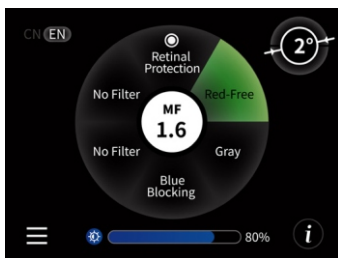 CN EN
2°
Retinal
Protection
No Filter
Red-Free
MF
1.6
No Filter
Gray
Blue
Blocking
80%
i